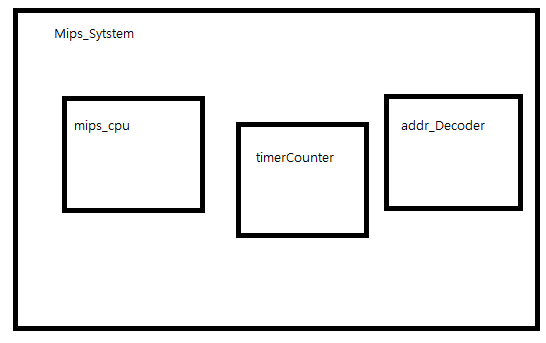 Mips_Sytstem
mips_cpu
timerCounter
addr_Decoder